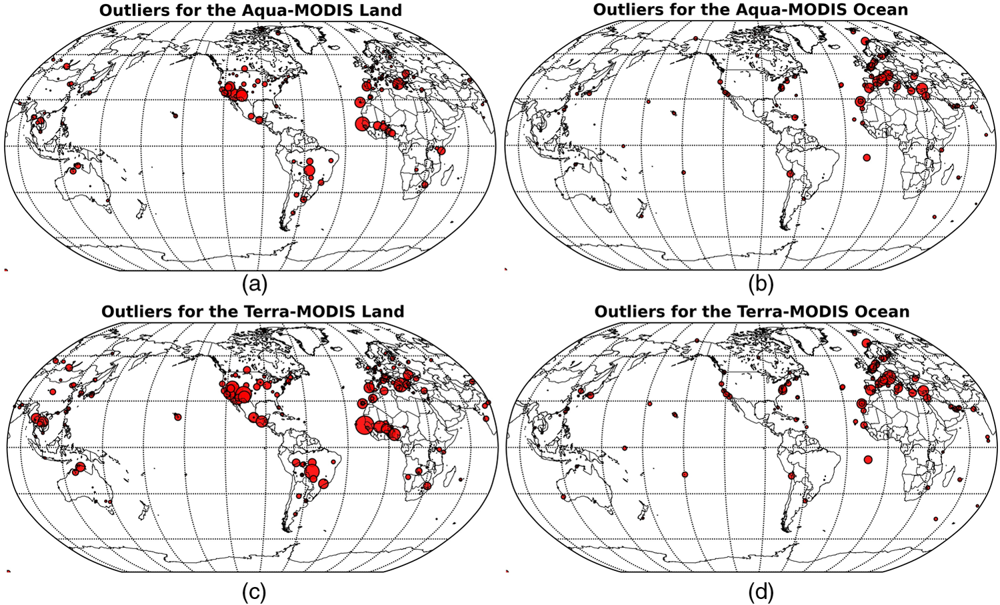 Outliers for the Aqua-MODIS Land
Outliers for the Aqua-MODIS Ocean
(a)
(b)
Outliers for the Terra-MODIS Land
Outliers for the Terra-MODIS Ocean
(c)
(d)